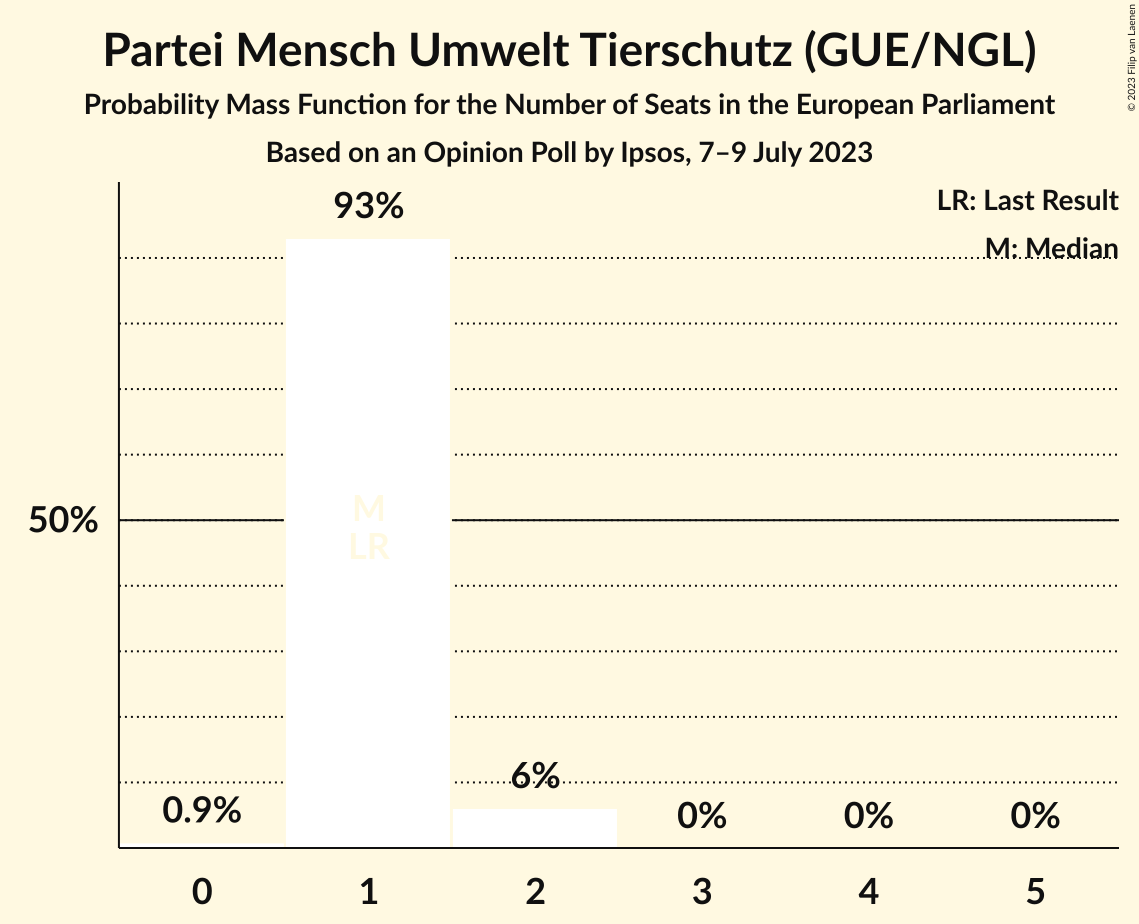 Partei Mensch Umwelt Tierschutz (GUE/NGL)
Probability Mass Function for the Number of Seats in the European Parliament
Based on an Opinion Poll by Ipsos, 7–9 July 2023
© 2023 Filip van Laenen
LR: Last Result
M: Median
93%
50%
M
LR
0.9%
6%
0%
0%
0%
0
1
2
3
4
5